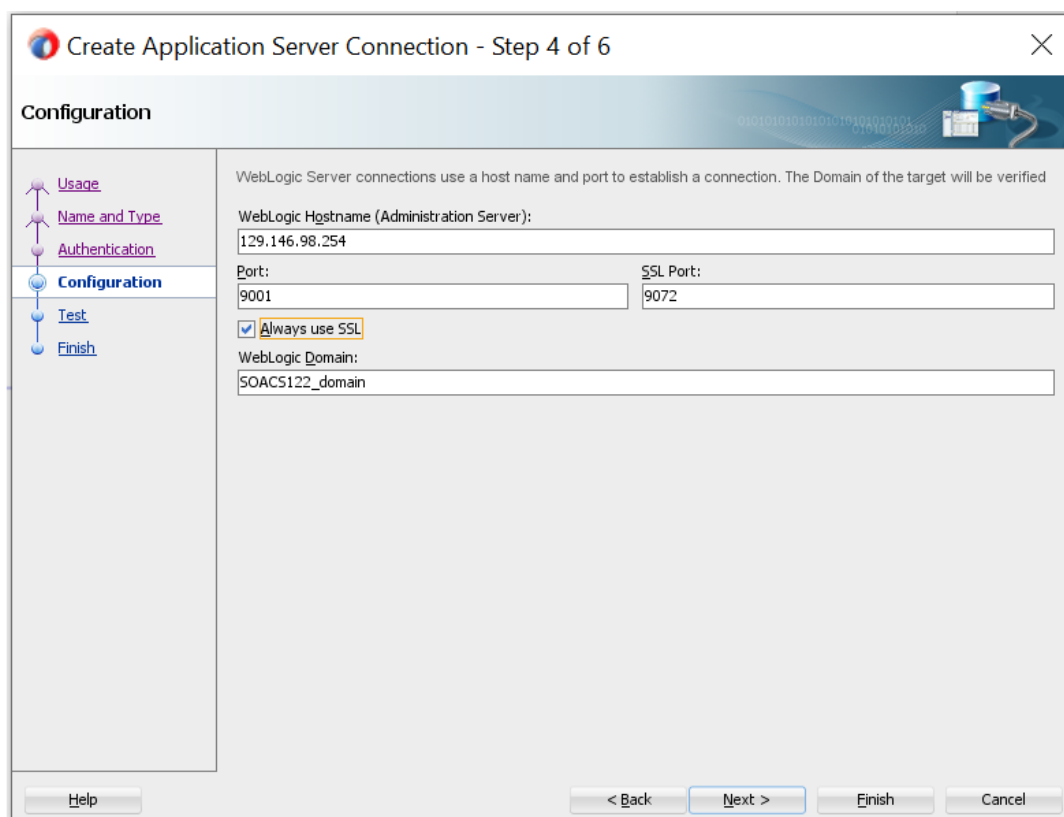 Create Application Server Connection - Step 4 of 6
Configuration
Usage
Name and Type
Authentication
Configuration
Test
Finish
WebLogic Server connections use a host name and port to establish a connection. The Domain of the target will be verified
WebLogic Hostname (Administration Server):
129.146.98.254
Port:
SSL Port:
9001
9072
Always use SSL
WebLogic Domain:
SOACS122_domain
Help
< Back
Next >
Finish
Cancel